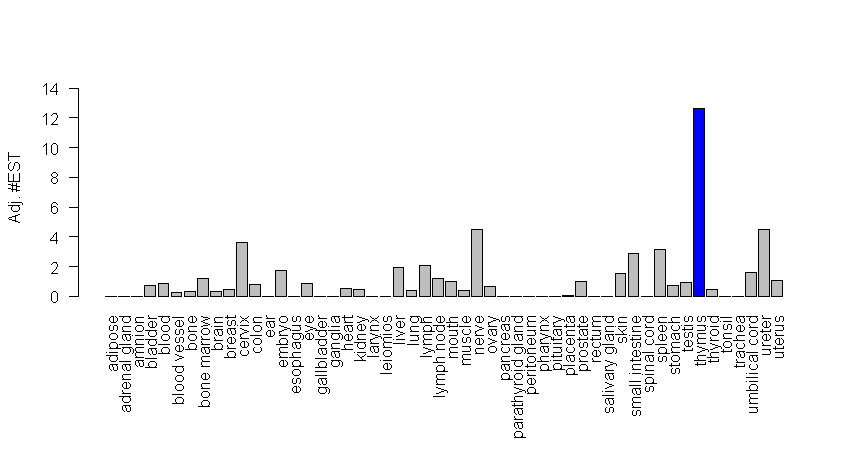 14
12
10
8
6
4
2
0
Adj. #EST
adipose
adrenal gland
amnion
bladder
blood
blood vessel
bone
bone marrow
brain
breast
cervix
colon
ear
embryo
esophagus
eye
gallbladder
ganglia
heart
kidney
larynx
leiomios
liver
lung
lymph
lymph node
mouth
muscle
nerve
ovary
pancreas
parathyroid gland
peritoneum
pharynx
pituitary
placenta
prostate
rectum
salivary gland
skin
small intestine
spinal cord
spleen
stomach
testis
thymus
thyroid
tonsil
trachea
umbilical cord
ureter
uterus